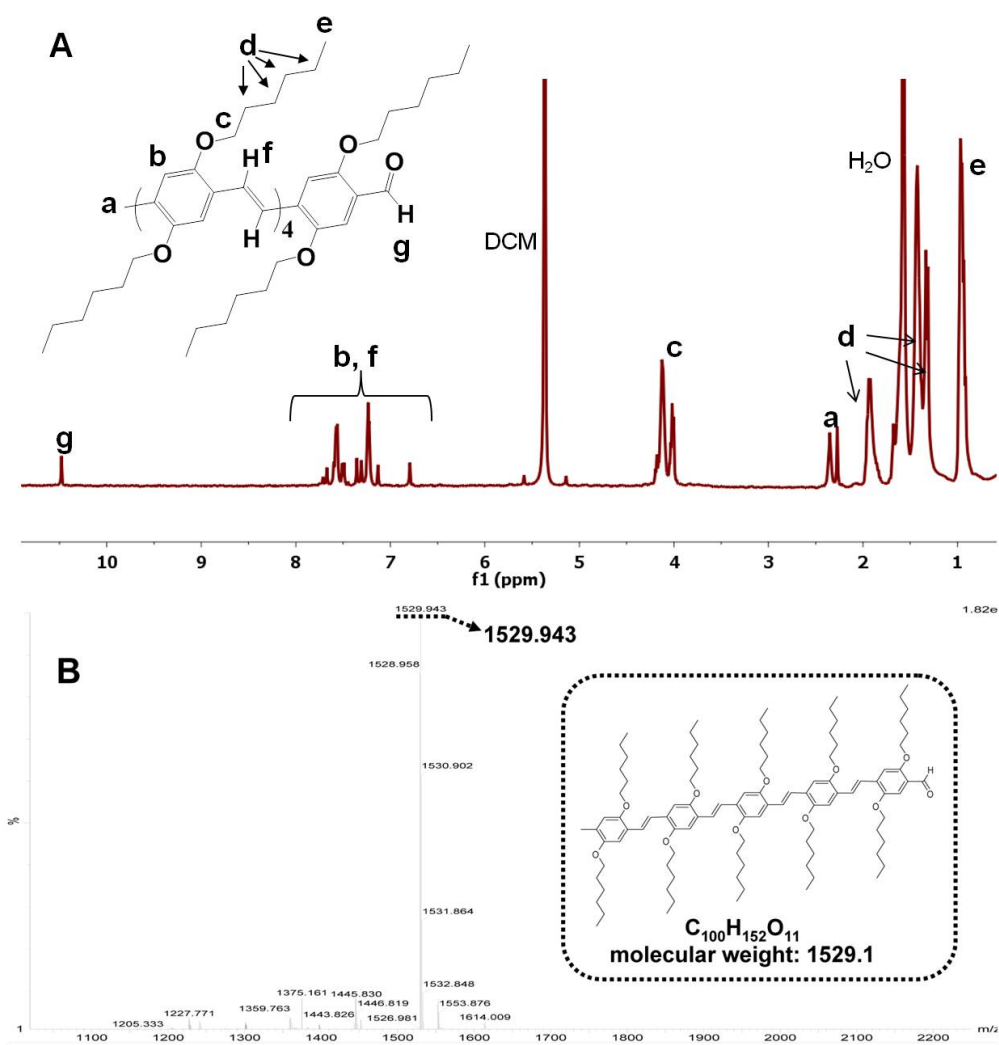 A
e
d
c
O
b
H
f
O
O
a
H
4
g
H
O
O
b, f
g
DCM
c
H₂O
e
d
a
10 9 8 7 6 5 4 3 2 1
f1 (ppm)
B
1529.943
1529.943
1.82e
1528.958
1530.902
%
1531.864
1532.848
1375.161
1445.830
1446.819
1359.763
1443.826
1526.981
1553.876
1614.009
1227.771
1205.333
1
1100 1200 1300 1400 1500 1600 1700 1800 1900 2000 2100 2200
m/z
O
O
O
O
O
H
O
O
O
O
O
O
C₁₀₀H₁₅₂O₁₁
molecular weight: 1529.1